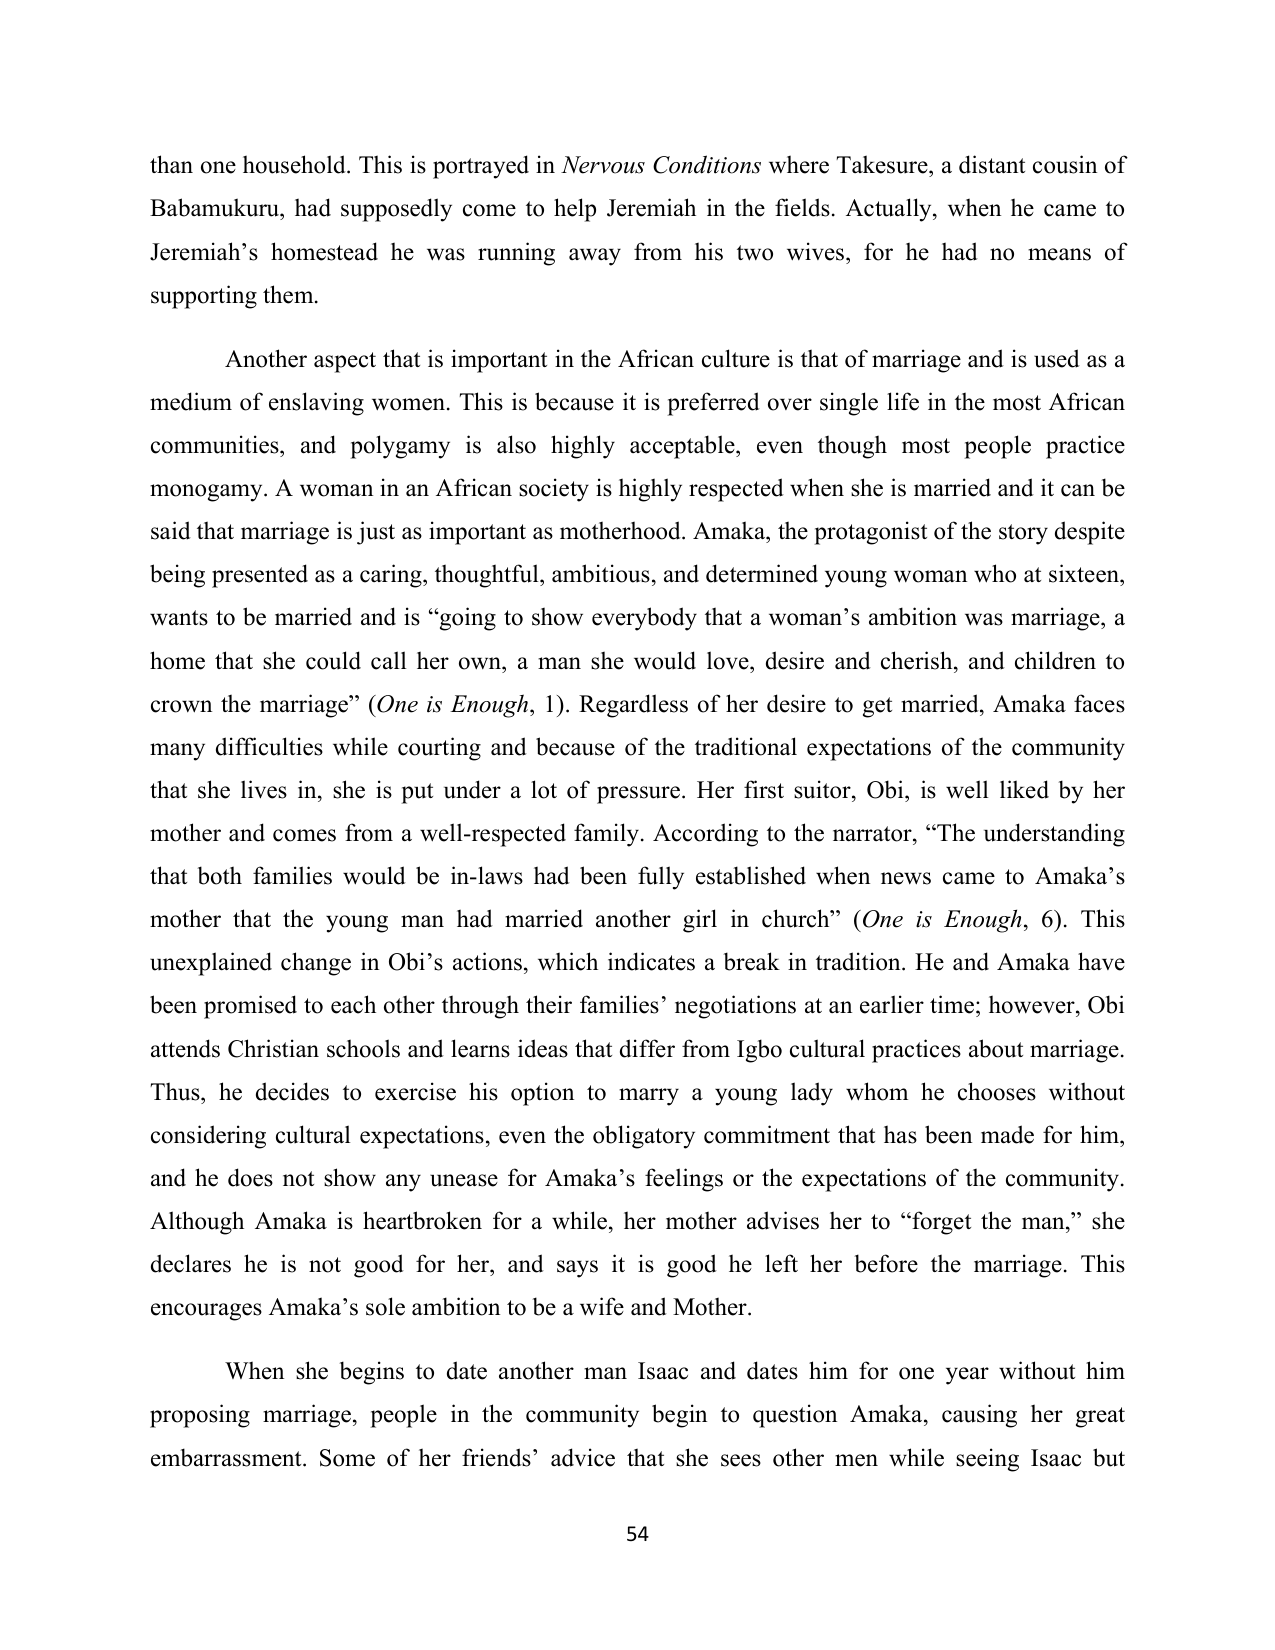 than one household. This is portrayed in Nervous Conditions where Takesure, a distant cousin of
Babamukuru, had supposedly come to help Jeremiah in the fields. Actually, when he came to
Jeremiah’s homestead he was running away from his two wives, for he had no means of
supporting them.
Another aspect that is important in the African culture is that of marriage and is used as a
medium of enslaving women. This is because it is preferred over single life in the most African
communities, and polygamy is also highly acceptable, even though most people practice
monogamy. A woman in an African society is highly respected when she is married and it can be
said that marriage is just as important as motherhood. Amaka, the protagonist of the story despite
being presented as a caring, thoughtful, ambitious, and determined young woman who at sixteen,
wants to be married and is “going to show everybody that a woman’s ambition was marriage, a
home that she could call her own, a man she would love, desire and cherish, and children to
crown the marriage” (One is Enough, 1). Regardless of her desire to get married, Amaka faces
many difficulties while courting and because of the traditional expectations of the community
that she lives in, she is put under a lot of pressure. Her first suitor, Obi, is well liked by her
mother and comes from a well-respected family. According to the narrator, “The understanding
that both families would be in-laws had been fully established when news came to Amaka’s
mother that the young man had married another girl in church” (One is Enough, 6). This
unexplained change in Obi’s actions, which indicates a break in tradition. He and Amaka have
been promised to each other through their families’ negotiations at an earlier time; however, Obi
attends Christian schools and learns ideas that differ from Igbo cultural practices about marriage.
Thus, he decides to exercise his option to marry a young lady whom he chooses without
considering cultural expectations, even the obligatory commitment that has been made for him,
and he does not show any unease for Amaka’s feelings or the expectations of the community.
Although Amaka is heartbroken for a while, her mother advises her to “forget the man,” she
declares he is not good for her, and says it is good he left her before the marriage. This
encourages Amaka’s sole ambition to be a wife and Mother.
When she begins to date another man Isaac and dates him for one year without him
proposing marriage, people in the community begin to question Amaka, causing her great
embarrassment. Some of her friends’ advice that she sees other men while seeing Isaac but
54